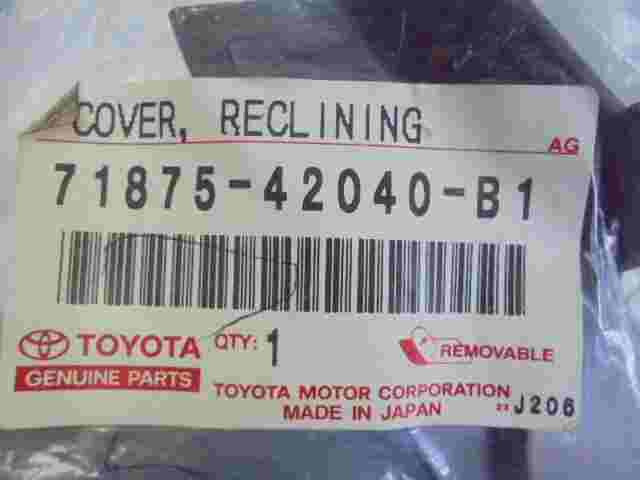 COVER, RECLINING
AG
71875-42040-B1
TOYOTA QTY: 1 REMOVABLE
GENUINE PARTS
TOYOTA MOTOR CORPORATION
MADE IN JAPAN J206